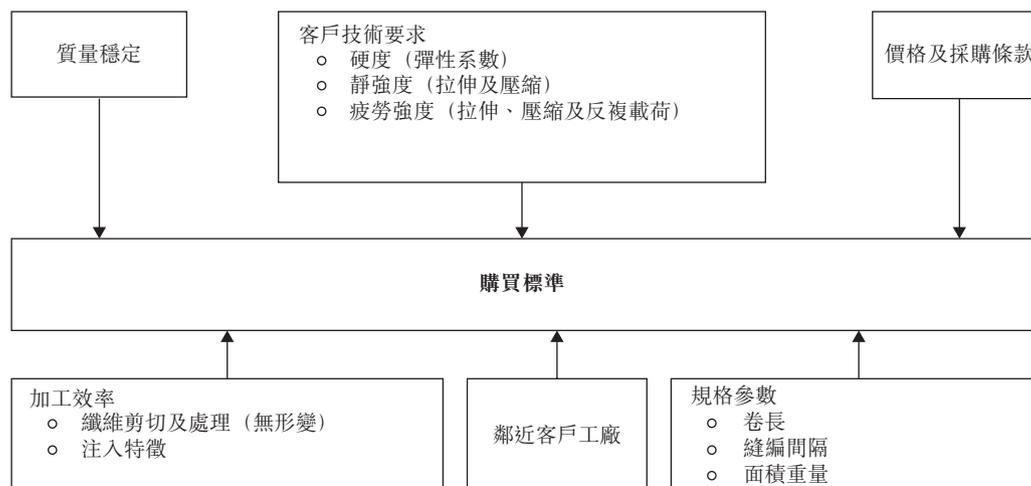 質量穩定
客戶技術要求
硬度（彈性系數）
靜強度（拉伸及壓縮）
疲勞強度（拉伸、壓縮及反複載荷）
價格及採購條款
購買標準
加工效率
纖維剪切及處理（無形變）
注入特徵
鄰近客戶工廠
規格參數
卷長
縫編間隔
面積重量